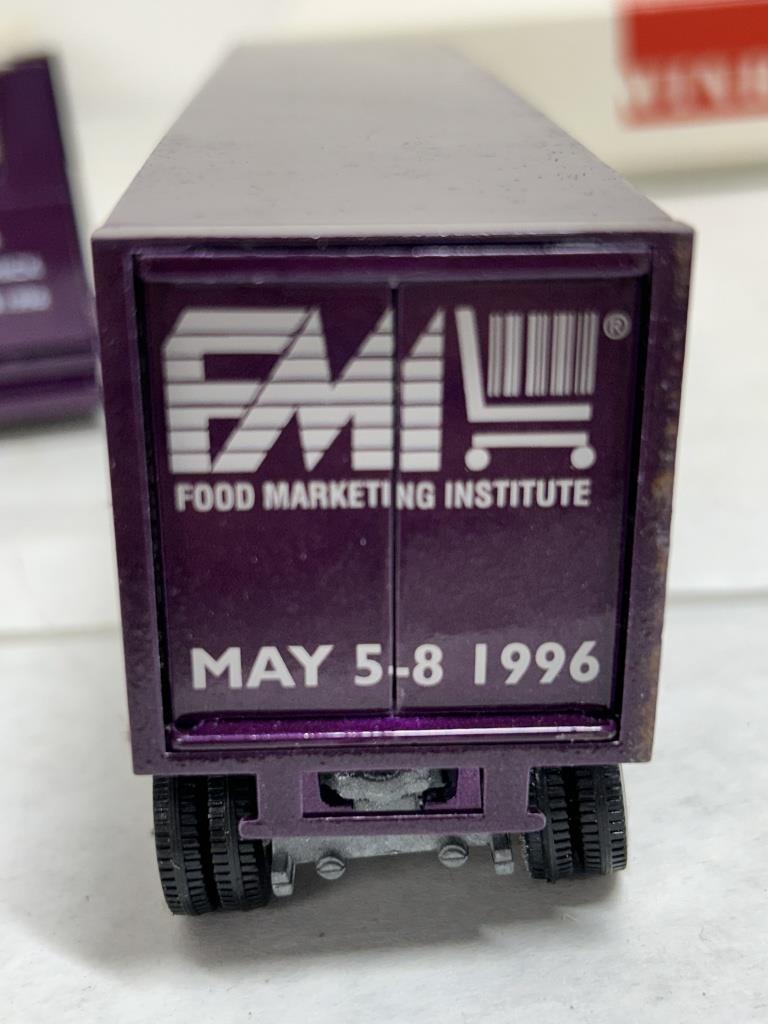 FMI ®
FOOD MARKETING INSTITUTE
MAY 5-8 1996